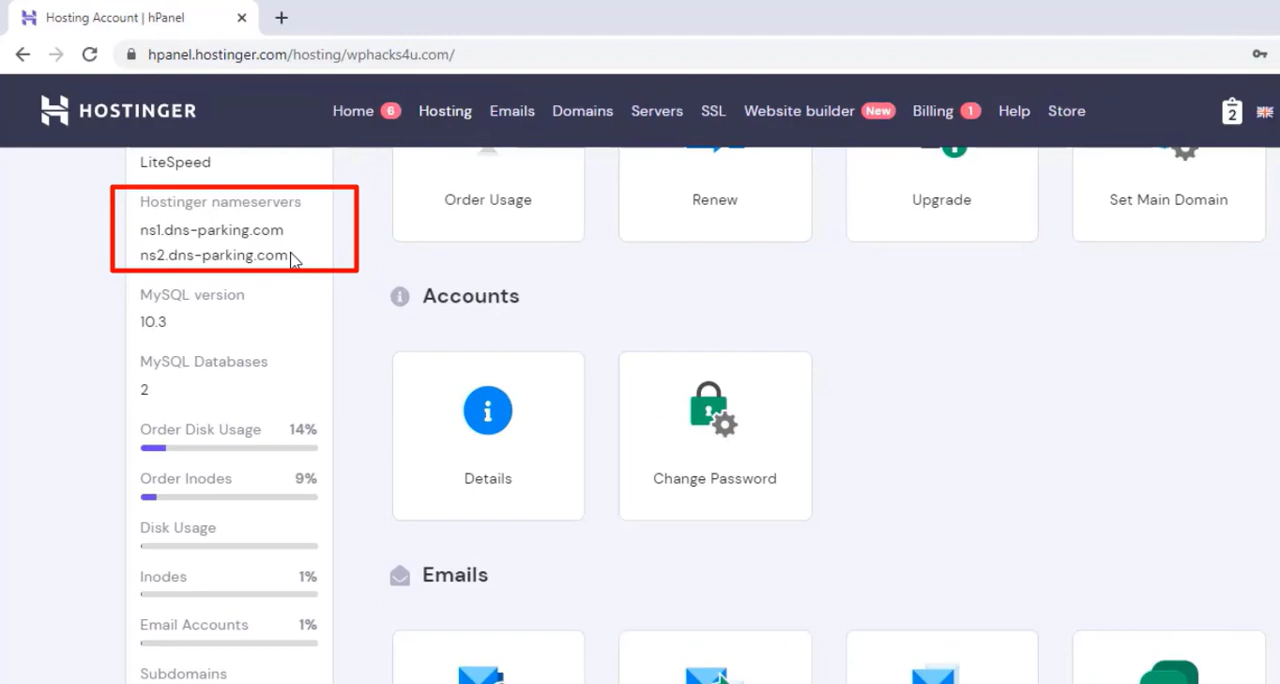 Hosting Account | hPanel
hpanel.hostinger.com/hosting/wphacks4u.com/
HOSTINGER
Home 6 Hosting Emails Domains Servers SSL Website builder New Billing 1 Help Store 2
LiteSpeed
Hostinger nameservers
ns1.dns-parking.com
ns2.dns-parking.com
MySQL version
10.3
MySQL Databases
2
Order Disk Usage 14%
Order Inodes 9%
Disk Usage
Inodes 1%
Email Accounts 1%
Subdomains
Order Usage
Renew
Upgrade
Set Main Domain
Accounts
Details
Change Password
Emails